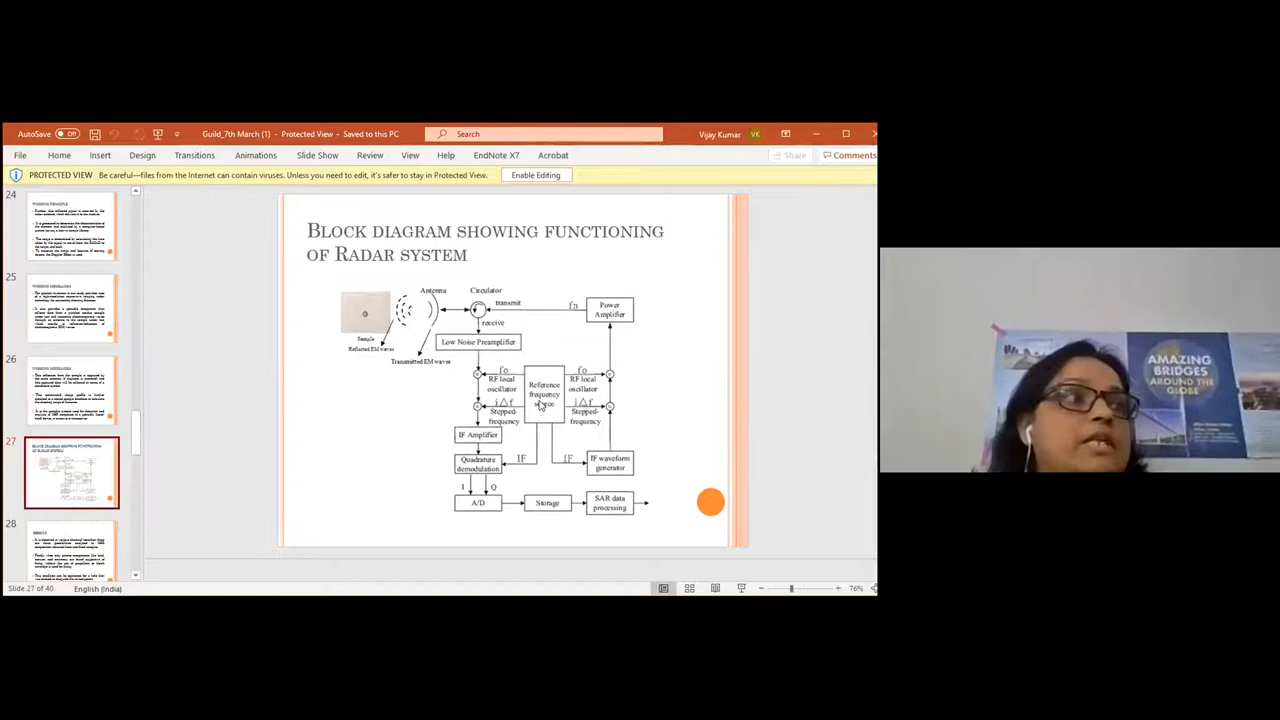 AutoSave
Off
Guild_7th March (1) - Protected View - Saved to this PC
Search
Vijay Kumar
VK
File
Home
Insert
Design
Transitions
Animations
Slide Show
Review
View
Help
EndNote X7
Acrobat
Share
Comments
PROTECTED VIEW
Be careful—files from the Internet can contain viruses. Unless you need to edit, it's safer to stay in Protected View.
Enable Editing
24
25
26
27
28
BLOCK DIAGRAM SHOWING FUNCTIONING
OF RADAR SYSTEM
Antenna
Circulator
transmit
fn
Power
Amplifier
receive
Sample
Reflected EM waves
Low Noise Preamplifier
Transmitted EM waves
fo
RF local
oscillator
Reference
frequency
source
fo
RF local
oscillator
i△f
Stepped-
frequency
i△f
Stepped-
frequency
IF Amplifier
Quadrature
demodulation
IF
IF
IF waveform
generator
I
Q
A/D
Storage
SAR data
processing
AMAZING
BRIDGES
AROUND THE
GLOBE
Slide 27 of 40
English (India)
76%